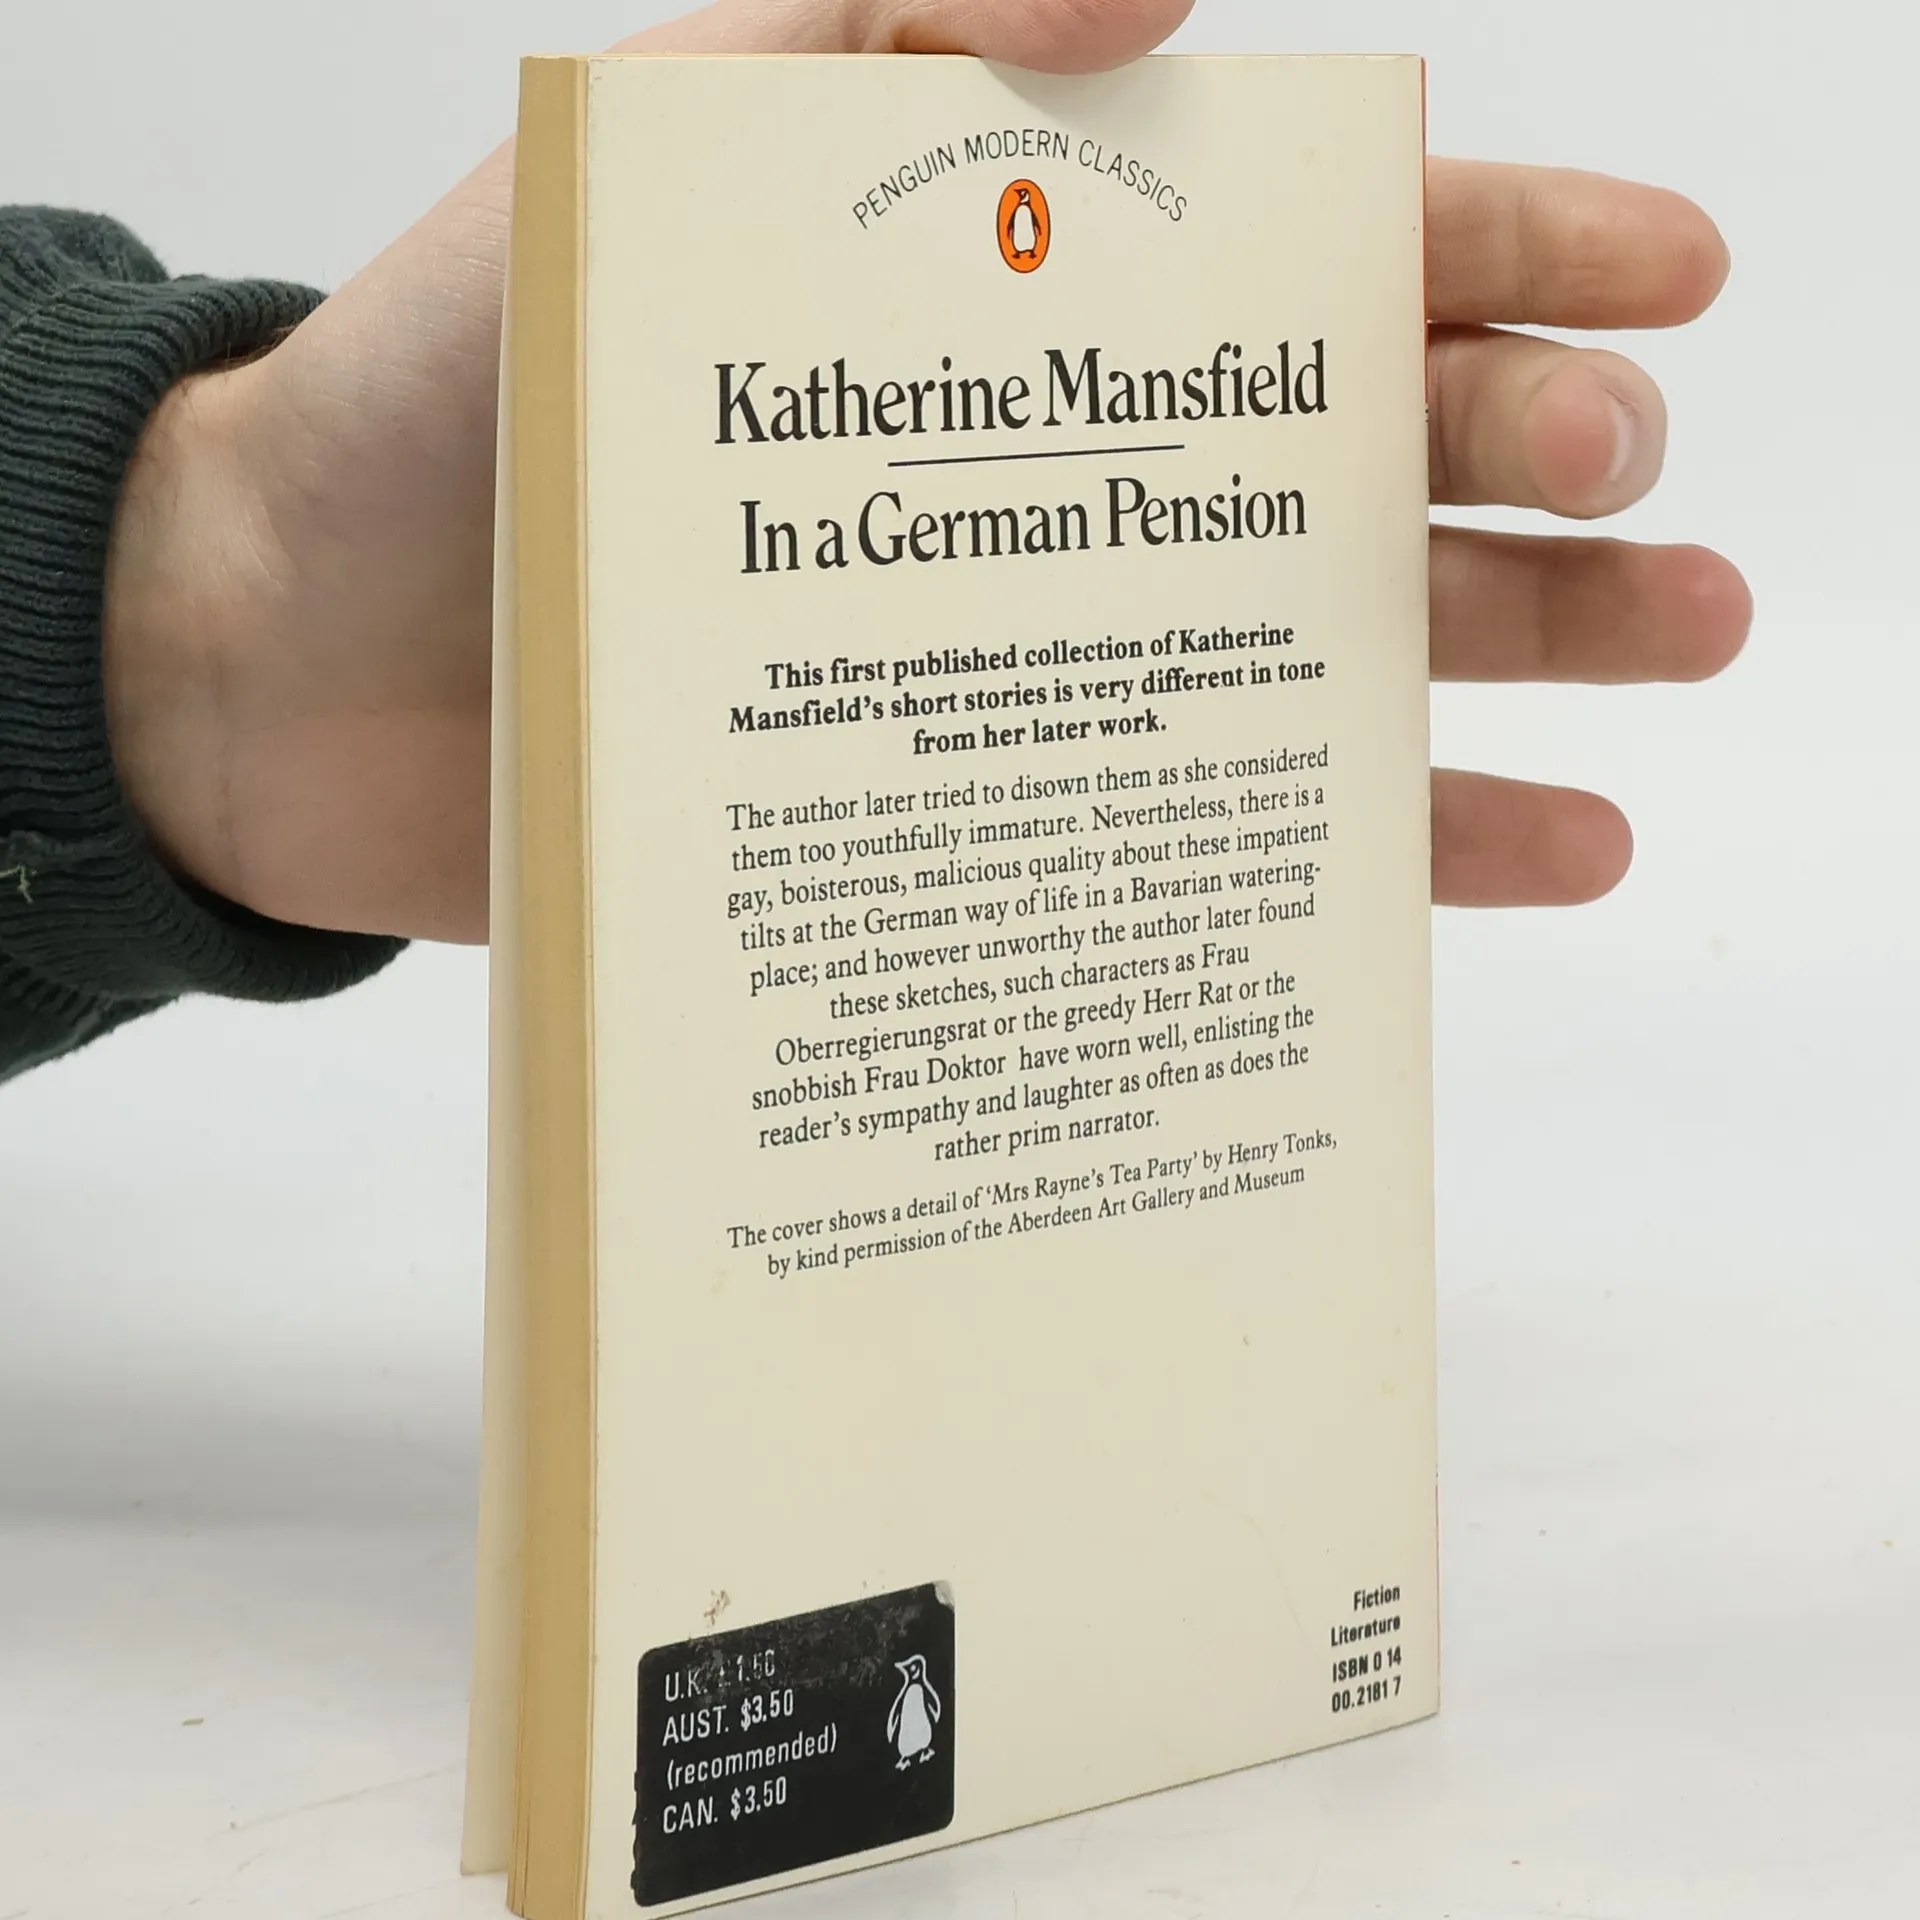 PENGUIN MODERN CLASSICS
Katherine Mansfield
In a German Pension
This first published collection of Katherine
Mansfield's short stories is very different in tone
from her later work.
The author later tried to disown them as she considered
them too youthfully immature. Nevertheless, there is a
gay, boisterous, malicious quality about these impatient
tilts at the German way of life in a Bavarian watering-
place; and however unworthy the author later found
these sketches, such characters as Frau
Oberregierungsrat or the greedy Herr Rat or the
snobbish Frau Doktor have worn well, enlisting the
reader's sympathy and laughter as often as does the
rather prim narrator.
The cover shows a detail of 'Mrs Rayne's Tea Party' by Henry Tonks,
by kind permission of the Aberdeen Art Gallery and Museum
U.K. 1.50
AUST. $3.50
(recommended)
CAN. $3.50
Fiction
Literature
ISBN 0 14
00.2181 7